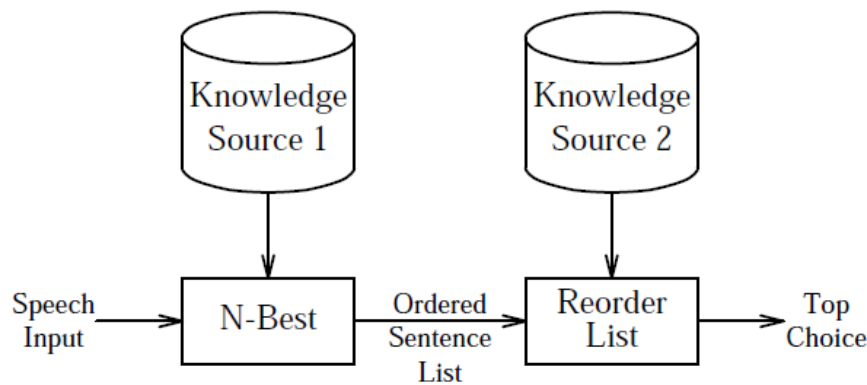 Knowledge
Source 1
Knowledge
Source 2
Speech
Input
N-Best
Ordered
Sentence
List
Reorder
List
Top
Choice